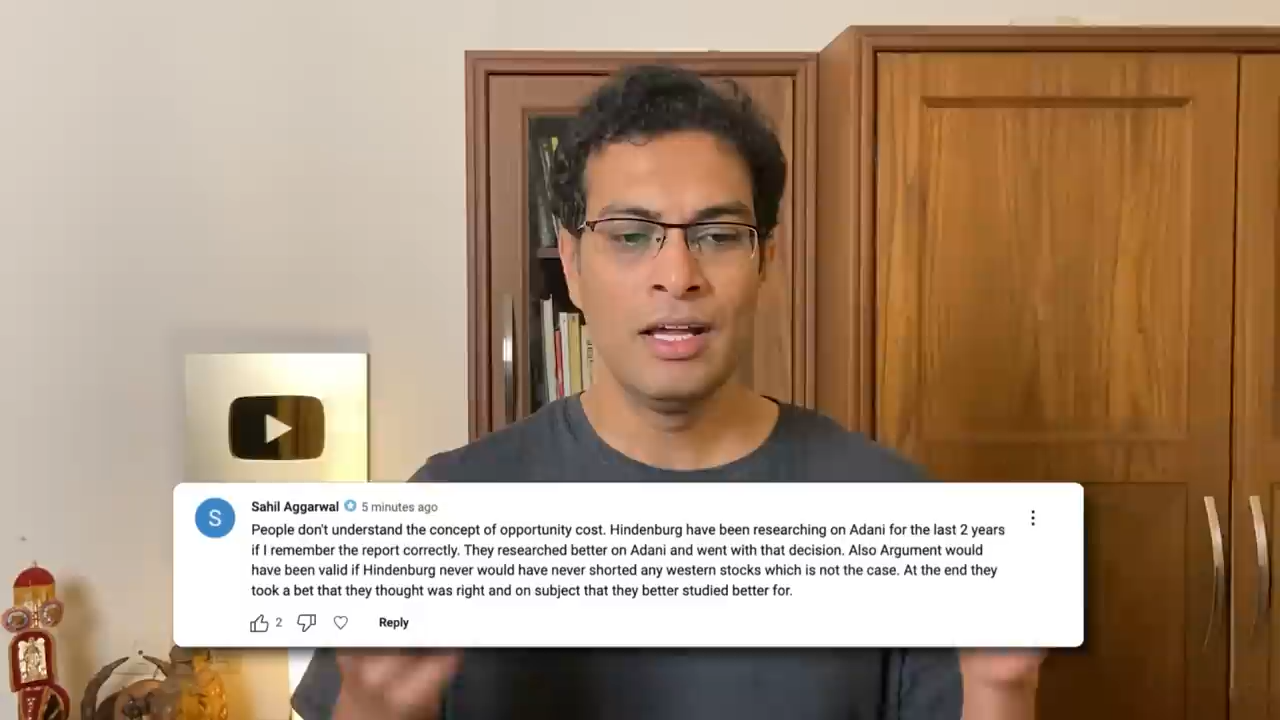 S
Sahil Aggarwal 5 minutes ago
People don't understand the concept of opportunity cost. Hindenburg have been researching on Adani for the last 2 years
if I remember the report correctly. They researched better on Adani and went with that decision. Also Argument would
have been valid if Hindenburg never would have never shorted any western stocks which is not the case. At the end they
took a bet that they thought was right and on subject that they better studied better for.
2 Reply